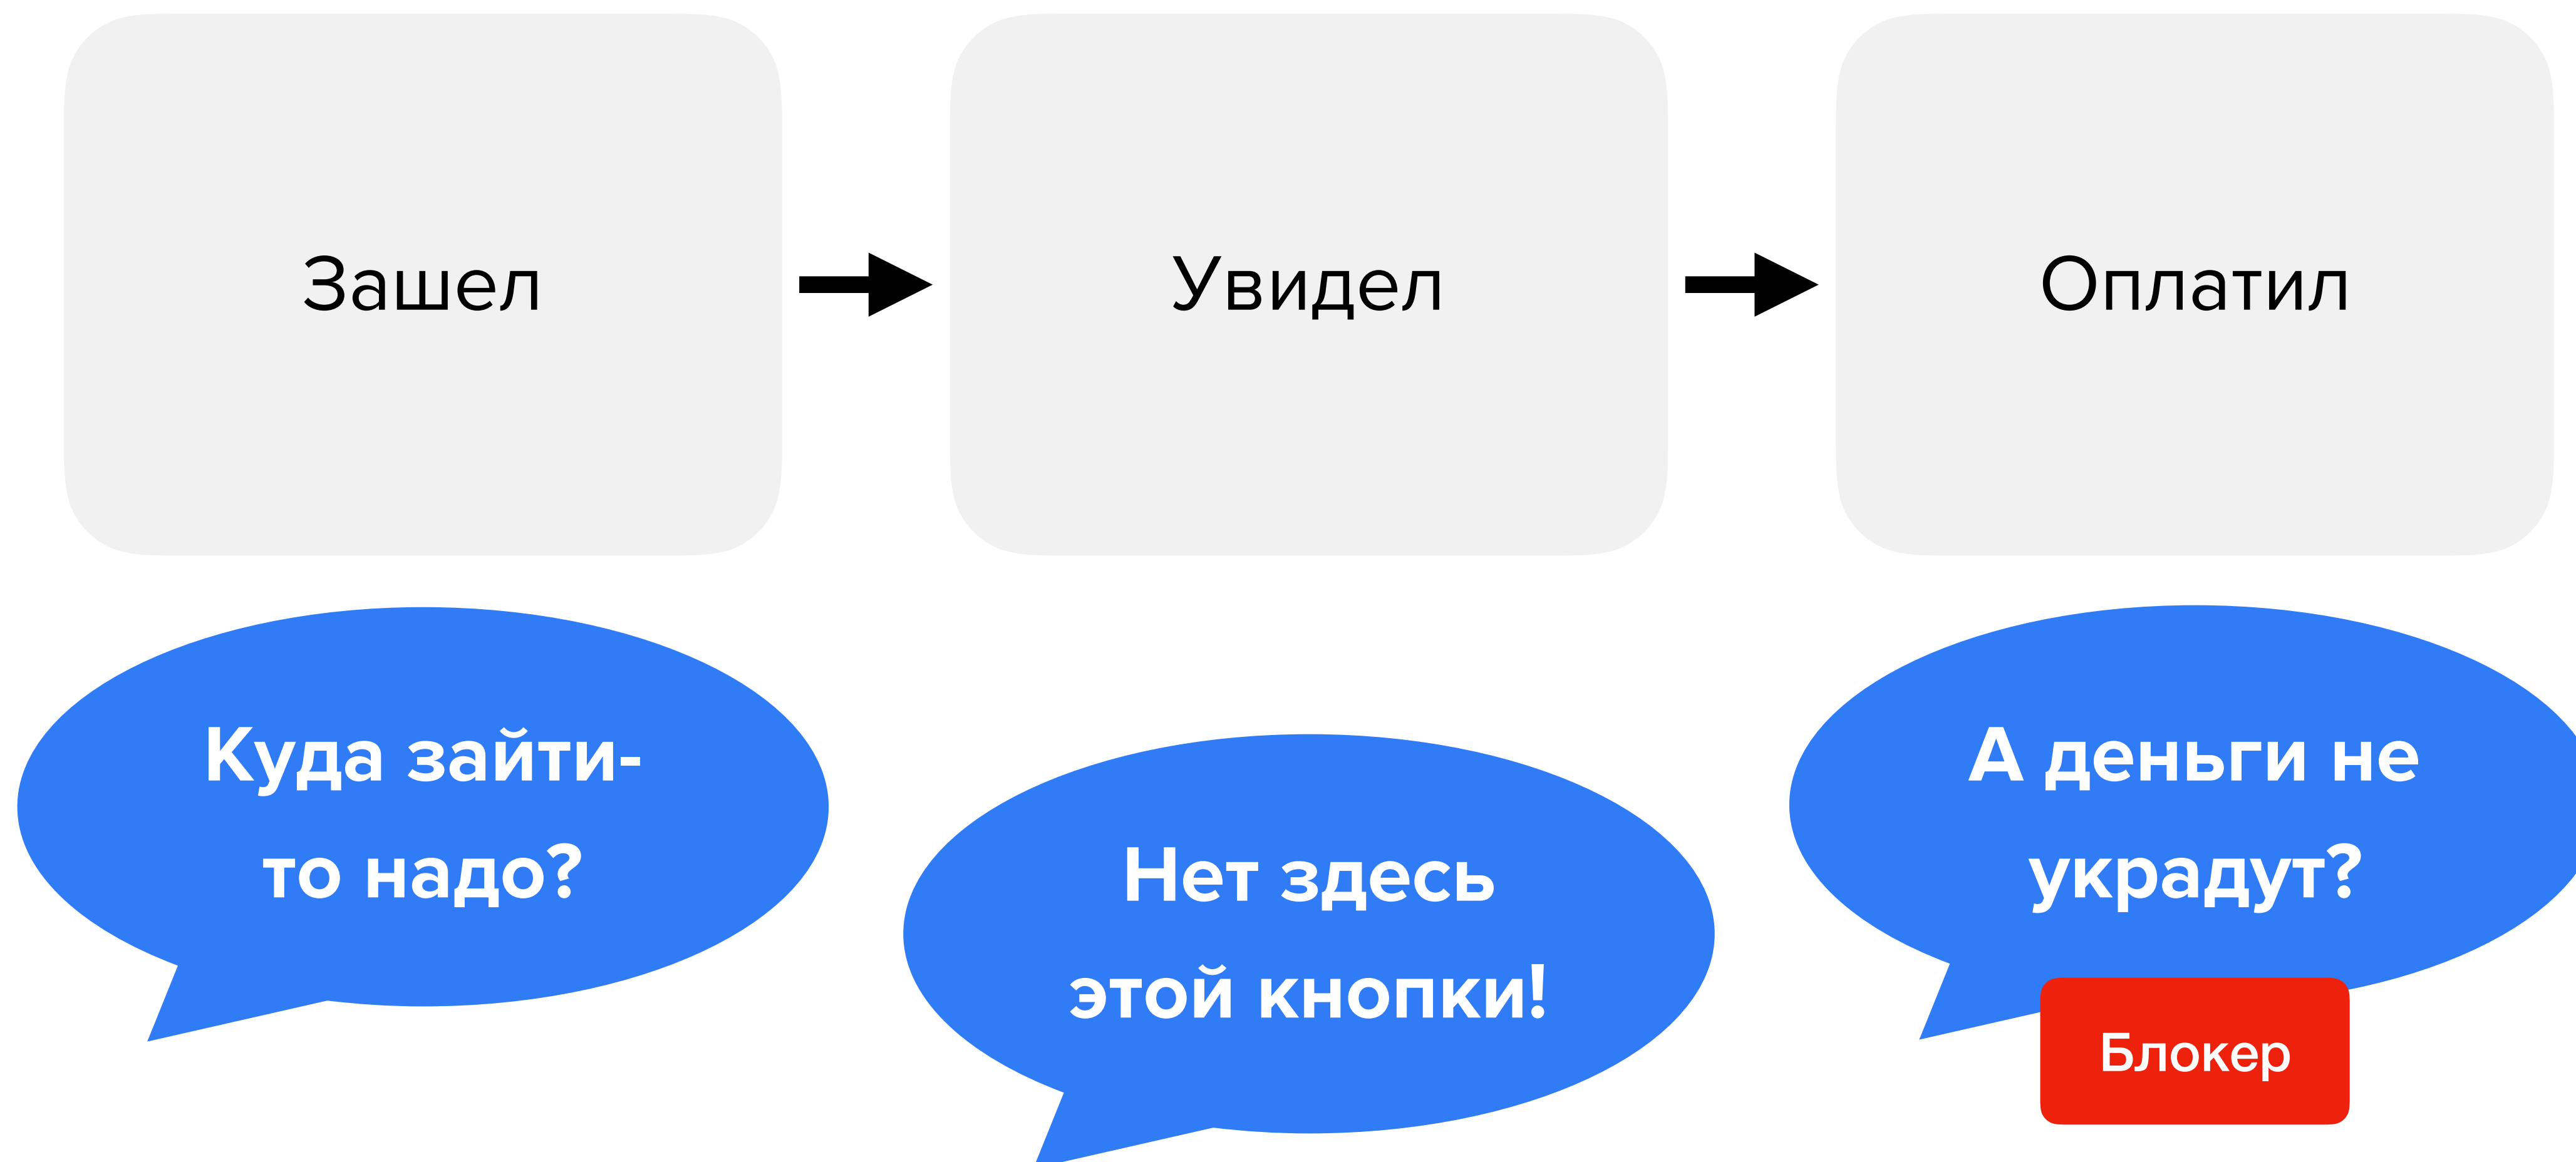 Зашел
Увидел
Оплатил
Куда зайти-
то надо?
Нет здесь
этой кнопки!
А деньги не
украдут?
Блокер